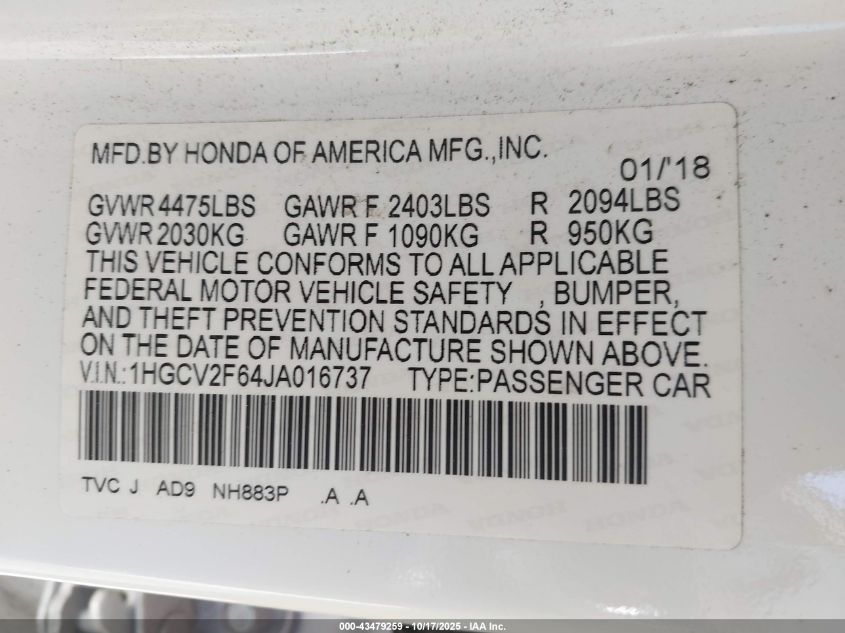 MFD.BY HONDA OF AMERICA MFG.,INC.
01/'18
GVWR 4475LBS GAWR F 2403LBS R 2094LBS
GVWR 2030KG GAWR F 1090KG R 950KG
THIS VEHICLE CONFORMS TO ALL APPLICABLE
FEDERAL MOTOR VEHICLE SAFETY , BUMPER,
AND THEFT PREVENTION STANDARDS IN EFFECT
ON THE DATE OF MANUFACTURE SHOWN ABOVE.
V.I.N.:1HGCV2F64JA016737 TYPE:PASSENGER CAR
TVC J AD9 NH883P .A .A
HONDA HONDA
000-43479259 - 10/17/2025 - IAA Inc.